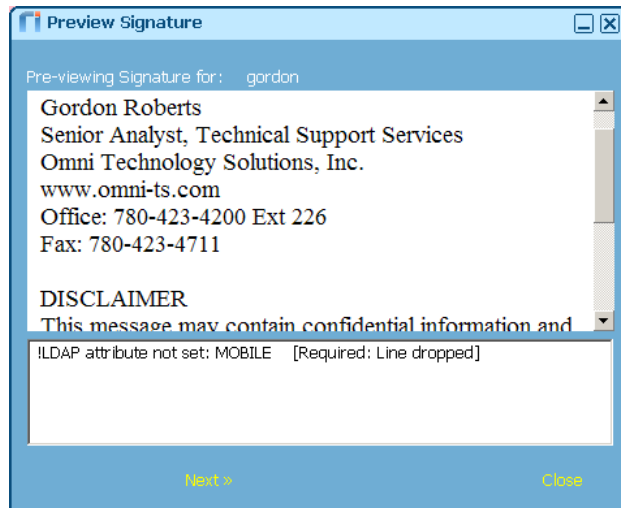 Preview Signature
Pre-viewing Signature for: gordon
Gordon Roberts
Senior Analyst, Technical Support Services
Omni Technology Solutions, Inc.
www.omni-ts.com
Office: 780-423-4200 Ext 226
Fax: 780-423-4711
DISCLAIMER
This message may contain confidential information and
!LDAP attribute not set: MOBILE [Required: Line dropped]
Next »
Close